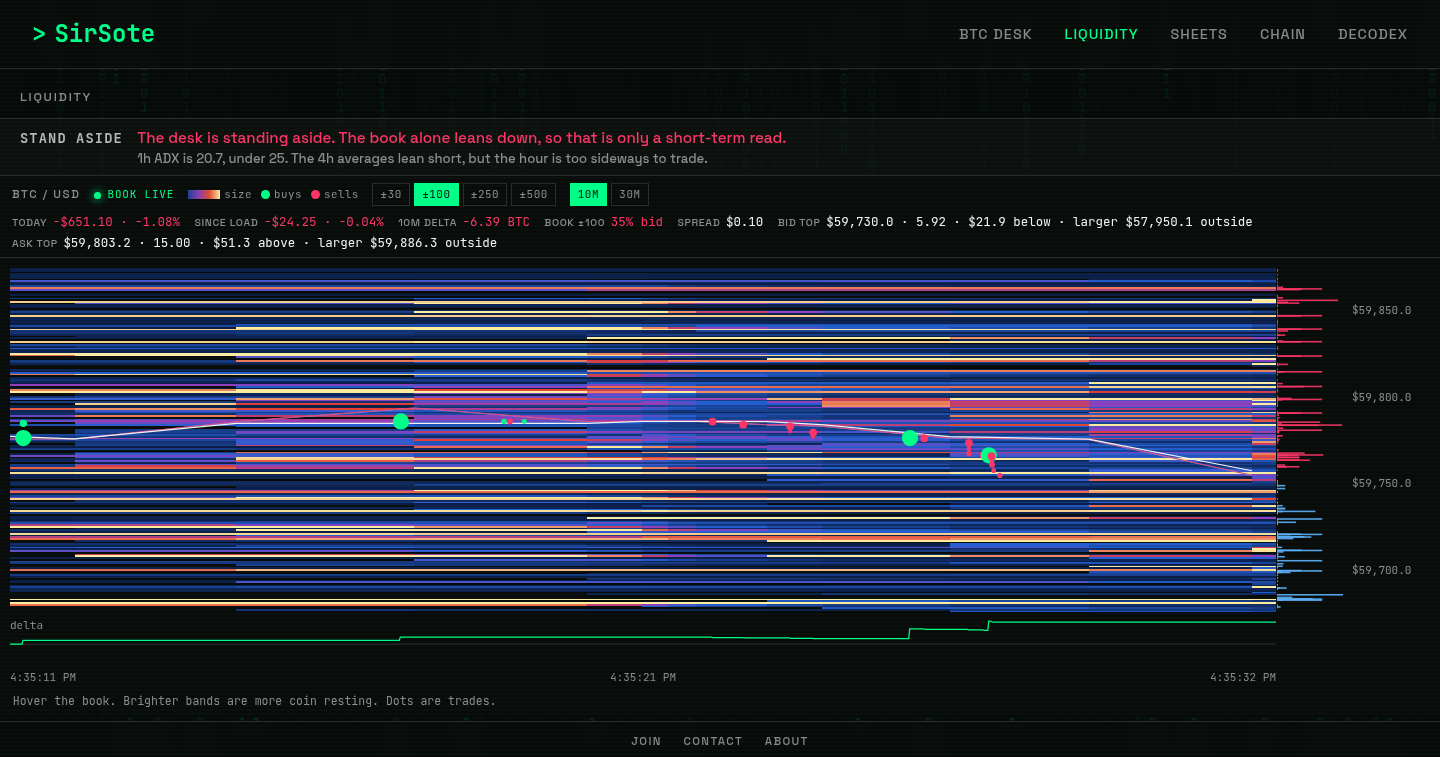 > SirSote
BTC DESK LIQUIDITY SHEETS CHAIN DECODEX
LIQUIDITY
STAND ASIDE The desk is standing aside. The book alone leans down, so that is only a short-term read.
1h ADX is 20.7, under 25. The 4h averages lean short, but the hour is too sideways to trade.
BTC / USD BOOK LIVE size buys sells ±30 ±100 ±250 ±500 10M 30M
TODAY -$651.10 · -1.08% SINCE LOAD -$24.25 · -0.04% 10M DELTA -6.39 BTC BOOK ±100 35% bid SPREAD $0.10 BID TOP $59,730.0 · 5.92 · $21.9 below · larger $57,950.1 outside
ASK TOP $59,803.2 · 15.00 · $51.3 above · larger $59,886.3 outside
$59,850.0
$59,800.0
$59,750.0
$59,700.0
delta
4:35:11 PM 4:35:21 PM 4:35:32 PM
Hover the book. Brighter bands are more coin resting. Dots are trades.
JOIN CONTACT ABOUT